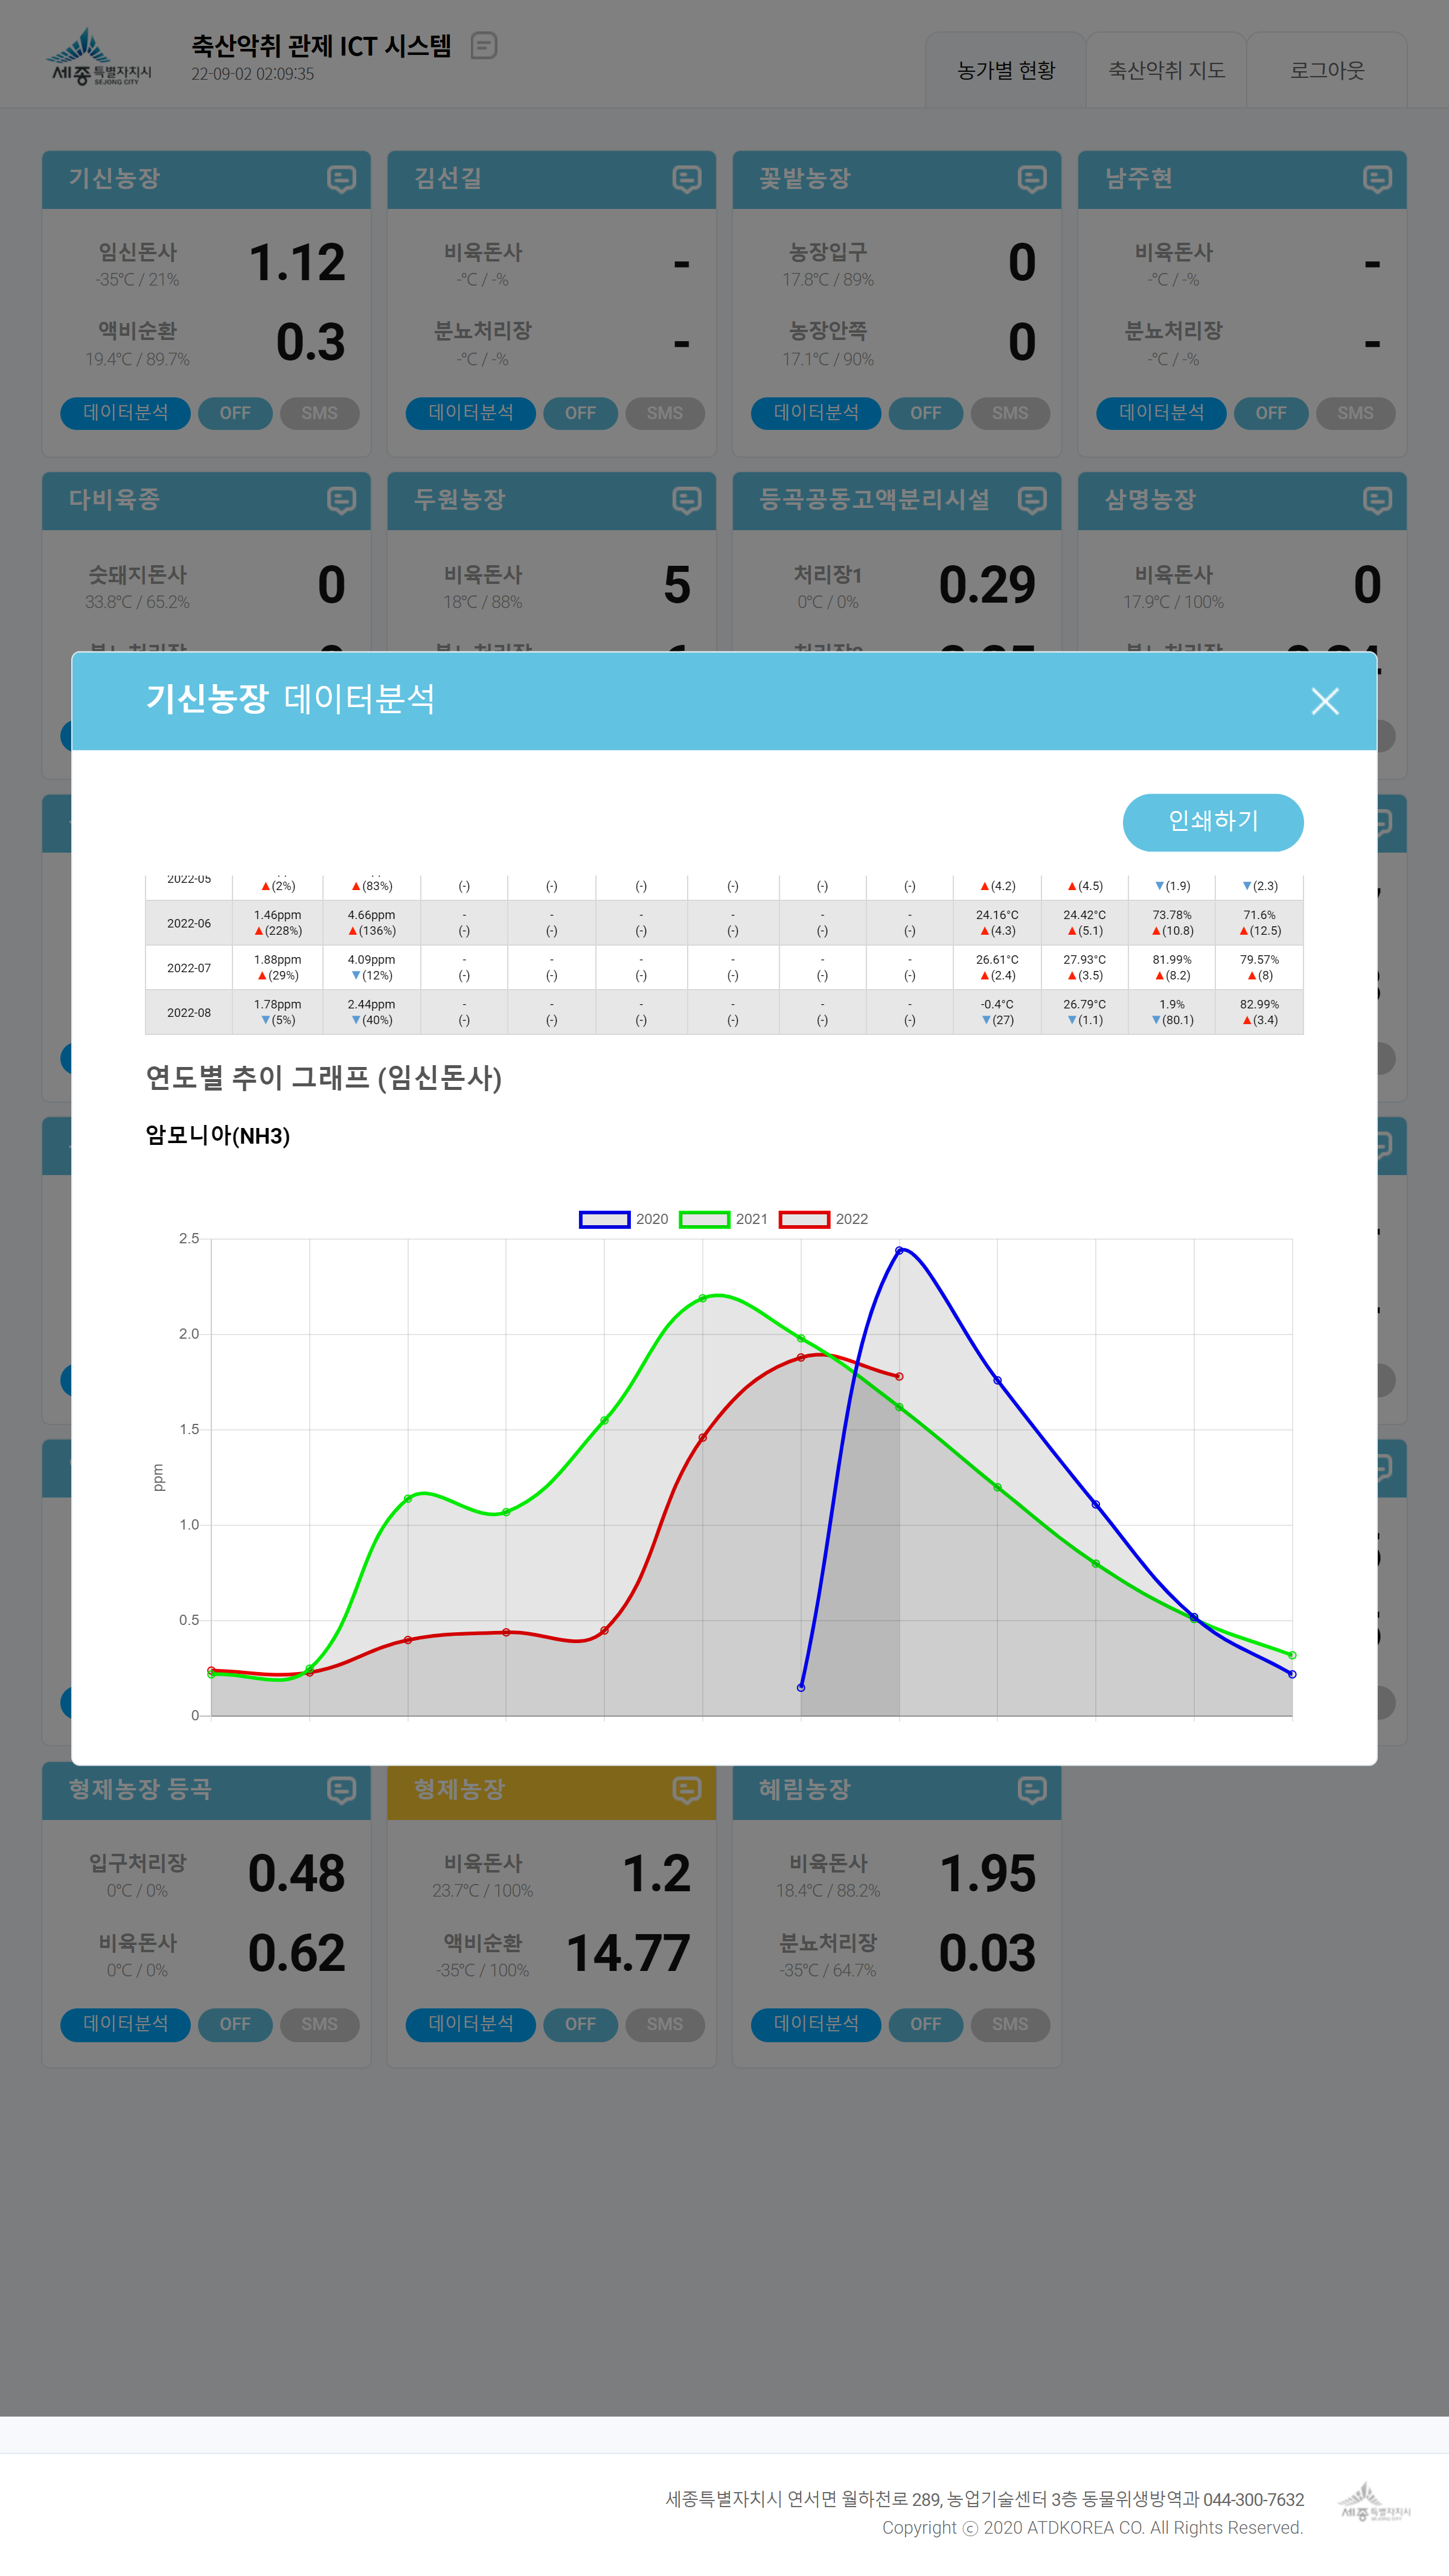 세종특별자치시
SEJONG CITY
축산악취 관제 ICT 시스템
22-09-02 02:09:35
농가별 현황
축산악취 지도
로그아웃
기신농장
임신돈사 1.12
-35℃ / 21%
액비순환 0.3
19.4℃ / 89.7%
데이터분석 OFF SMS
김선길
비육돈사 -
-℃ / -%
분뇨처리장 -
-℃ / -%
데이터분석 OFF SMS
꽃밭농장
농장입구 0
17.8℃ / 89%
농장안쪽 0
17.1℃ / 90%
데이터분석 OFF SMS
남주현
비육돈사 -
-℃ / -%
분뇨처리장 -
-℃ / -%
데이터분석 OFF SMS
다비육종
숫돼지돈사 0
33.8℃ / 65.2%
두원농장
비육돈사 5
18℃ / 88%
등곡공동고액분리시설
처리장1 0.29
0℃ / 0%
삼명농장
비육돈사 0
17.9℃ / 100%
기신농장 데이터분석
인쇄하기
2022-05 ▲(2%) ▲(83%) (-) (-) (-) (-) (-) (-) ▲(4.2) ▲(4.5) ▼(1.9) ▼(2.3)
1.46ppm 4.66ppm - - - - - - 24.16°C 24.42°C 73.78% 71.6%
2022-06 ▲(228%) ▲(136%) (-) (-) (-) (-) (-) (-) ▲(4.3) ▲(5.1) ▲(10.8) ▲(12.5)
1.88ppm 4.09ppm - - - - - - 26.61°C 27.93°C 81.99% 79.57%
2022-07 ▲(29%) ▼(12%) (-) (-) (-) (-) (-) (-) ▲(2.4) ▲(3.5) ▲(8.2) ▲(8)
1.78ppm 2.44ppm - - - - - - -0.4°C 26.79°C 1.9% 82.99%
2022-08 ▼(5%) ▼(40%) (-) (-) (-) (-) (-) (-) ▼(27) ▼(1.1) ▼(80.1) ▲(3.4)
연도별 추이 그래프 (임신돈사)
암모니아(NH3)
2020 2021 2022
2.5
2.0
1.5
ppm
1.0
0.5
0
형제농장 등곡
입구처리장 0.48
0℃ / 0%
비육돈사 0.62
0℃ / 0%
데이터분석 OFF SMS
형제농장
비육돈사 1.2
23.7℃ / 100%
액비순환 14.77
-35℃ / 100%
데이터분석 OFF SMS
혜림농장
비육돈사 1.95
18.4℃ / 88.2%
분뇨처리장 0.03
-35℃ / 64.7%
데이터분석 OFF SMS
세종특별자치시 연서면 월하천로 289, 농업기술센터 3층 동물위생방역과 044-300-7632
Copyright ⓒ 2020 ATDKOREA CO. All Rights Reserved.
세종특별자치시